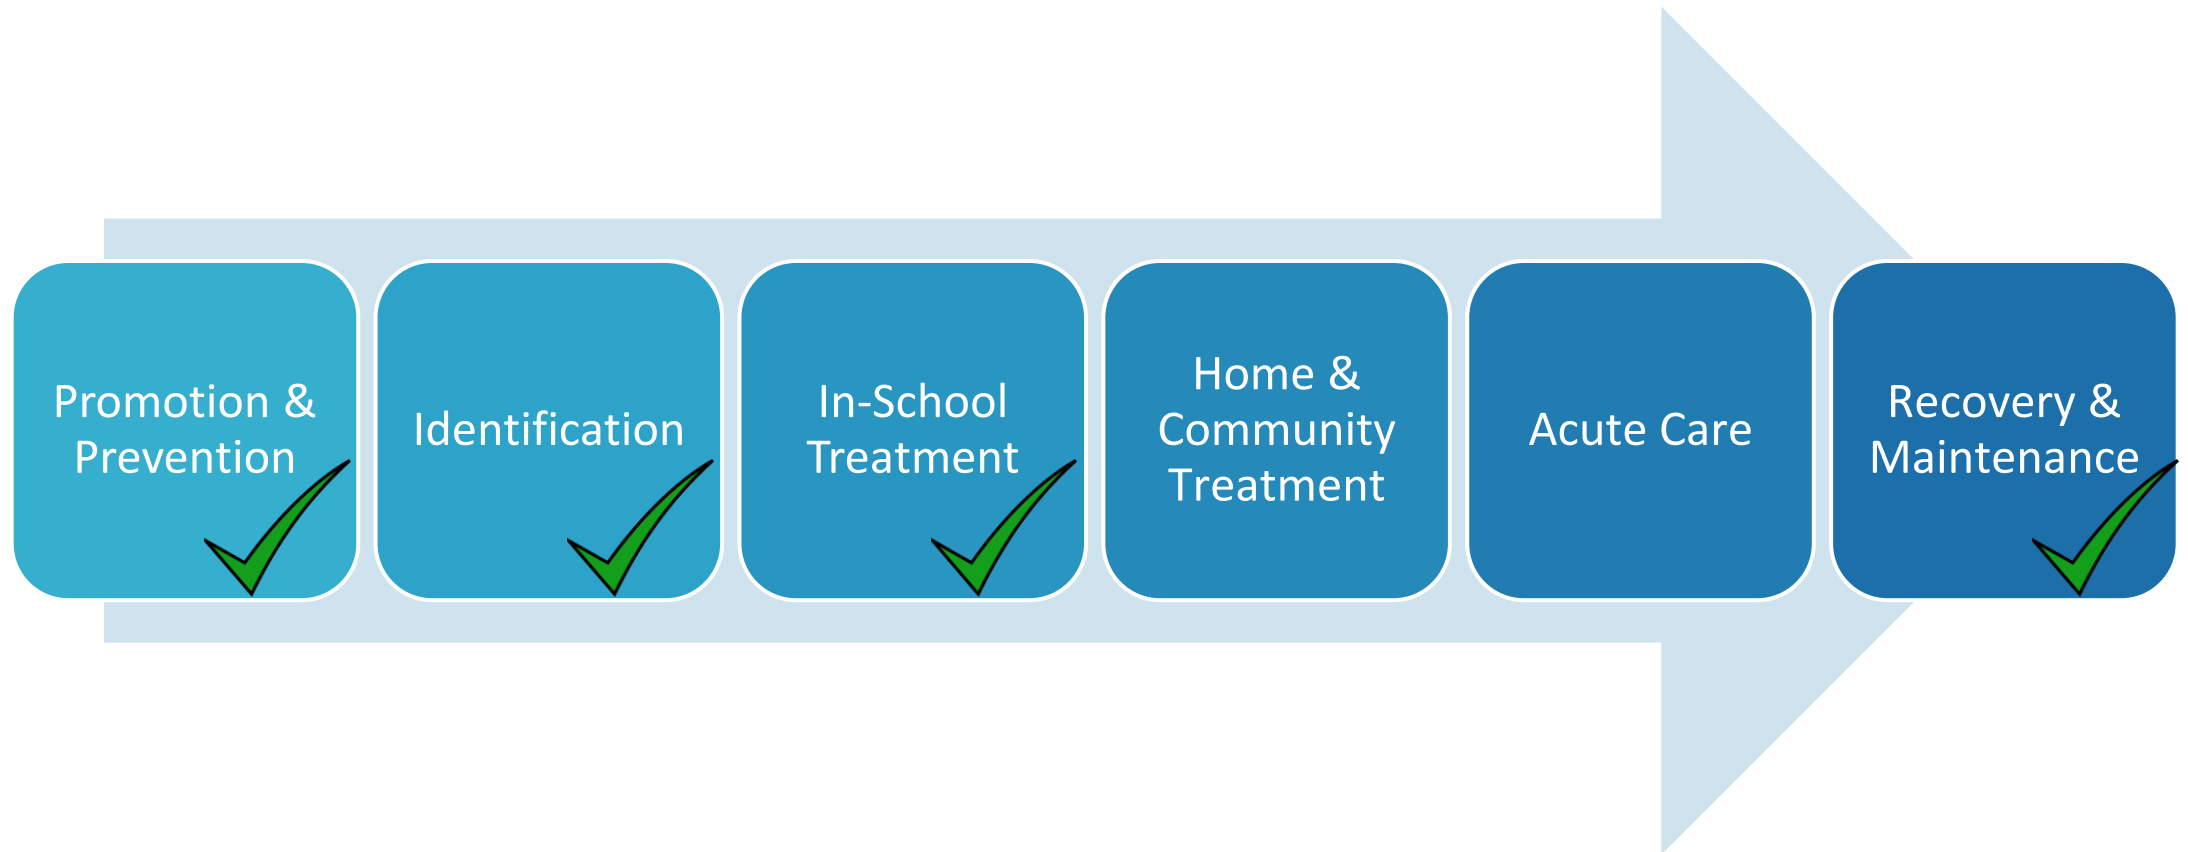 Promotion &
Prevention
Identification
In-School
Treatment
Home &
Community
Treatment
Acute Care
Recovery &
Maintenance